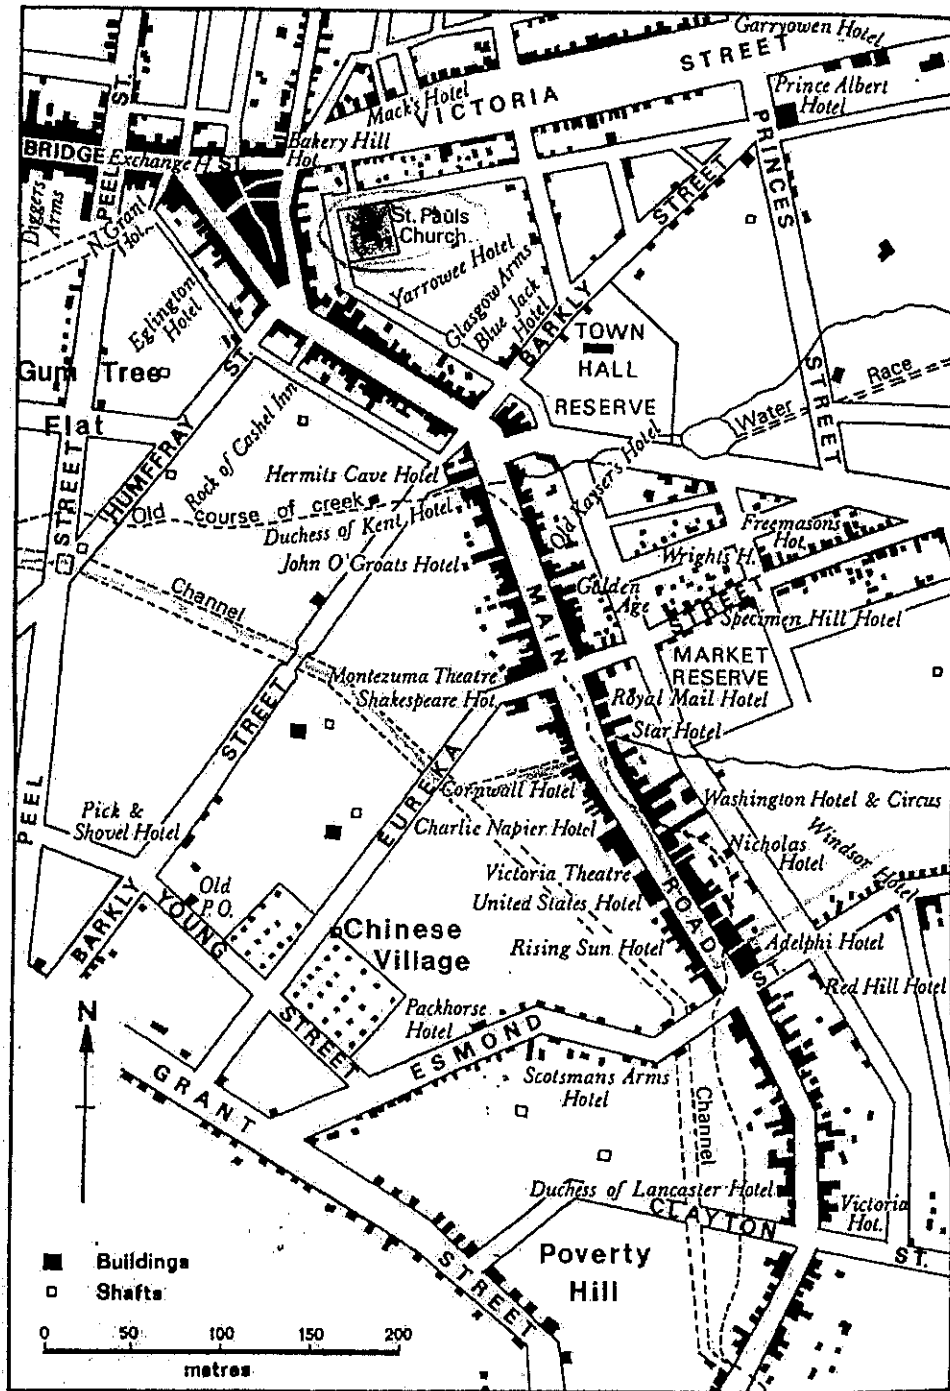 Garryowen Hotel
STREET
Prince Albert
Hotel
Mack's Hotel
VICTORIA
PEEL ST.
BRIDGE ST.
Exchange H.
Bakery Hill
Hot.
PRINCES STREET
Diggers
Arms
N. Grant
Hol.
St. Pauls
Church
Yarrowee Hotel
Glasgow Arms
Blue Jack
Hotel
BARKLY STREET
Eglington
Hotel
TOWN
HALL
RESERVE
Gum Tree
Flat
HUMFFRAY ST.
Rock of Cashel Inn
Water Race
Hermits Cave Hotel
Old course of creek
Duchess of Kent Hotel
Old Kayser's Hotel
John O'Groats Hotel
Freemasons
Hot.
Wrights H.
Golden
Age
STREET
Specimen Hill Hotel
Channel
MAIN ROAD
MARKET
RESERVE
Montezuma Theatre
Shakespeare Hot.
Royal Mail Hotel
Star Hotel
PEEL STREET
BARKLY STREET
EUREKA ST.
Cornwall Hotel
Washington Hotel & Circus
Pick &
Shovel Hotel
Charlie Napier Hotel
Nicholas
Hotel
Windsor Hotel
Victoria Theatre
United States Hotel
Old
P.O.
YOUNG STREET
Chinese
Village
Rising Sun Hotel
Adelphi Hotel
Red Hill Hotel
Packhorse
Hotel
ESMOND
N
Scotsmans Arms
Hotel
GRANT STREET
Channel
Duchess of Lancaster Hotel
Victoria
Hot.
CLAYTON ST.
Poverty
Hill
Buildings
Shafts
0 50 100 200
metres